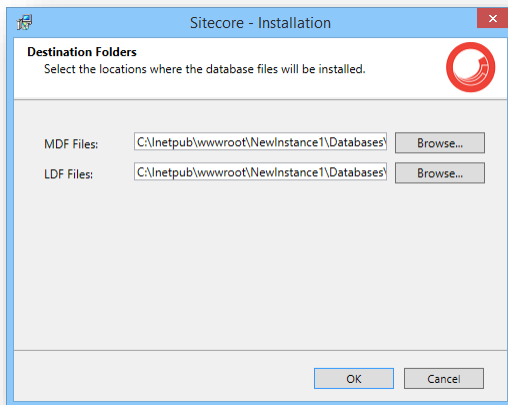 Sitecore - Installation
Destination Folders
Select the locations where the database files will be installed.
MDF Files: C:\Inetpub\wwwroot\NewInstance1\Databases\ Browse...
LDF Files: C:\Inetpub\wwwroot\NewInstance1\Databases\ Browse...
OK Cancel